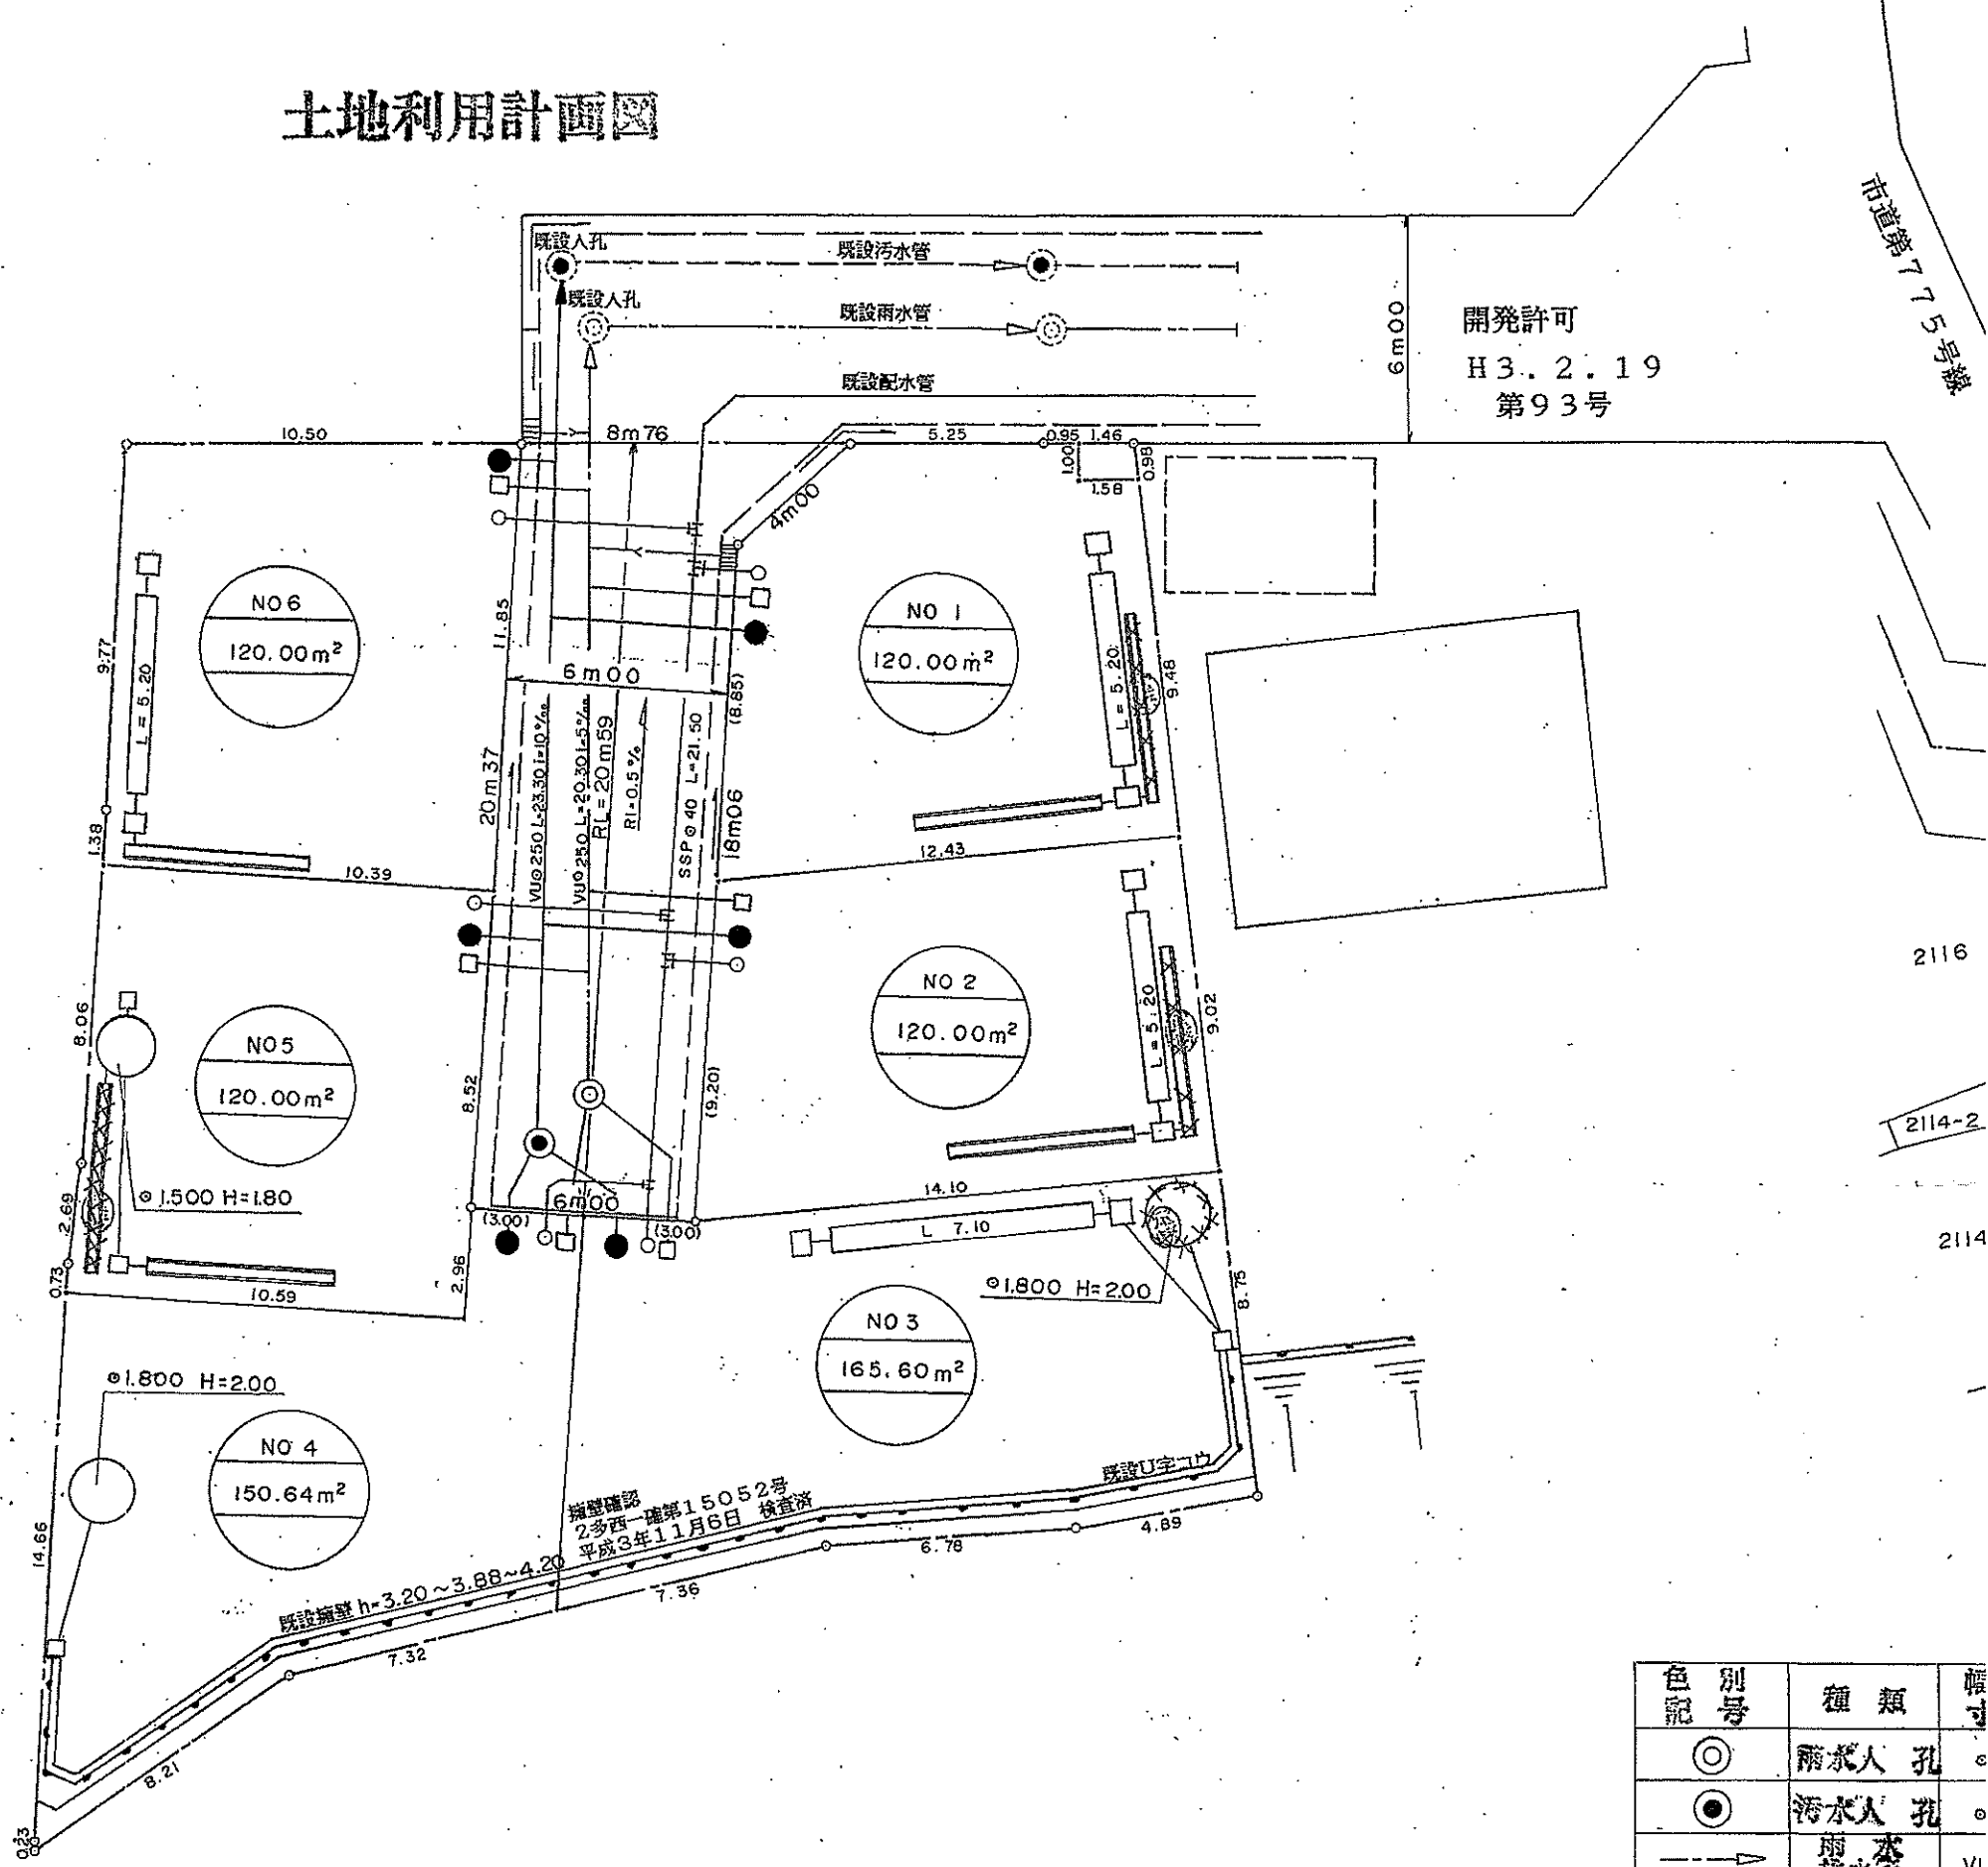 土地利用計画図
市道第775号線
既設人孔
既設汚水管
既設人孔
既設雨水管
既設配水管
6m00
開発許可
H3.2.19
第93号
10.50
8m76
5.25
0.95
1.46
1.00
1.58
0.98
4m00
NO 6
120.00m²
L=5.20
9.77
11.85
6m00
(8.85)
NO 1
120.00m²
L=5.20
9.48
20m37
VU⌀250 L=23.30 I=10‰
VU⌀250 L=20.30 I=5‰
RL=20m59
RI=0.5%
SSP⌀40 L=21.50
18m06
1.38
10.39
12.43
8.06
NO 5
120.00m²
8.52
(9.20)
NO 2
120.00m²
L=5.20
9.02
2116
2114-2
2114
⌀1.500 H=1.80
2.69
0.73
10.59
2.96
6m00
(3.00)
(3.00)
14.10
L 7.10
⌀1.800 H=2.00
8.75
NO 3
165.60m²
⌀1.800 H=2.00
NO 4
150.64m²
14.66
擁壁確認
2多西一確第15052号
平成3年11月6日 検査済
既設U字コウ
既設擁壁 h=3.20～3.88～4.20
4.89
6.78
7.36
7.32
8.21
0.23
色別記号 種類
雨水人孔
汚水人孔
雨水